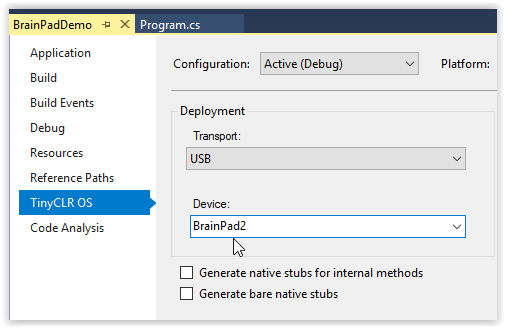 BrainPadDemo
Program.cs
Application
Build
Build Events
Debug
Resources
Reference Paths
TinyCLR OS
Code Analysis
Configuration: Active (Debug) Platform:
Deployment
Transport:
USB
Device:
BrainPad2
Generate native stubs for internal methods
Generate bare native stubs